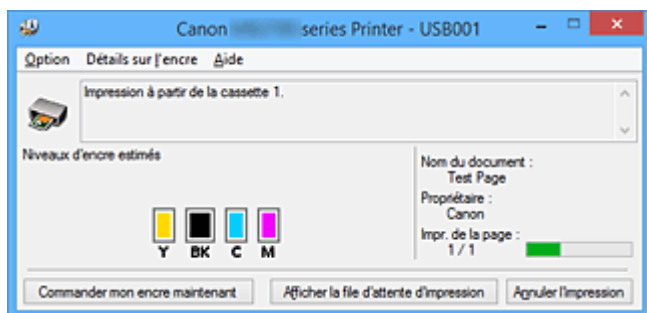 Canon series Printer - USB001
Option Détails sur l'encre Aide
Impression à partir de la cassette 1.
Niveaux d'encre estimés
Y BK C M
Nom du document :
Test Page
Propriétaire :
Canon
Impr. de la page :
1 / 1
Commander mon encre maintenant Afficher la file d'attente d'impression Annuler l'impression